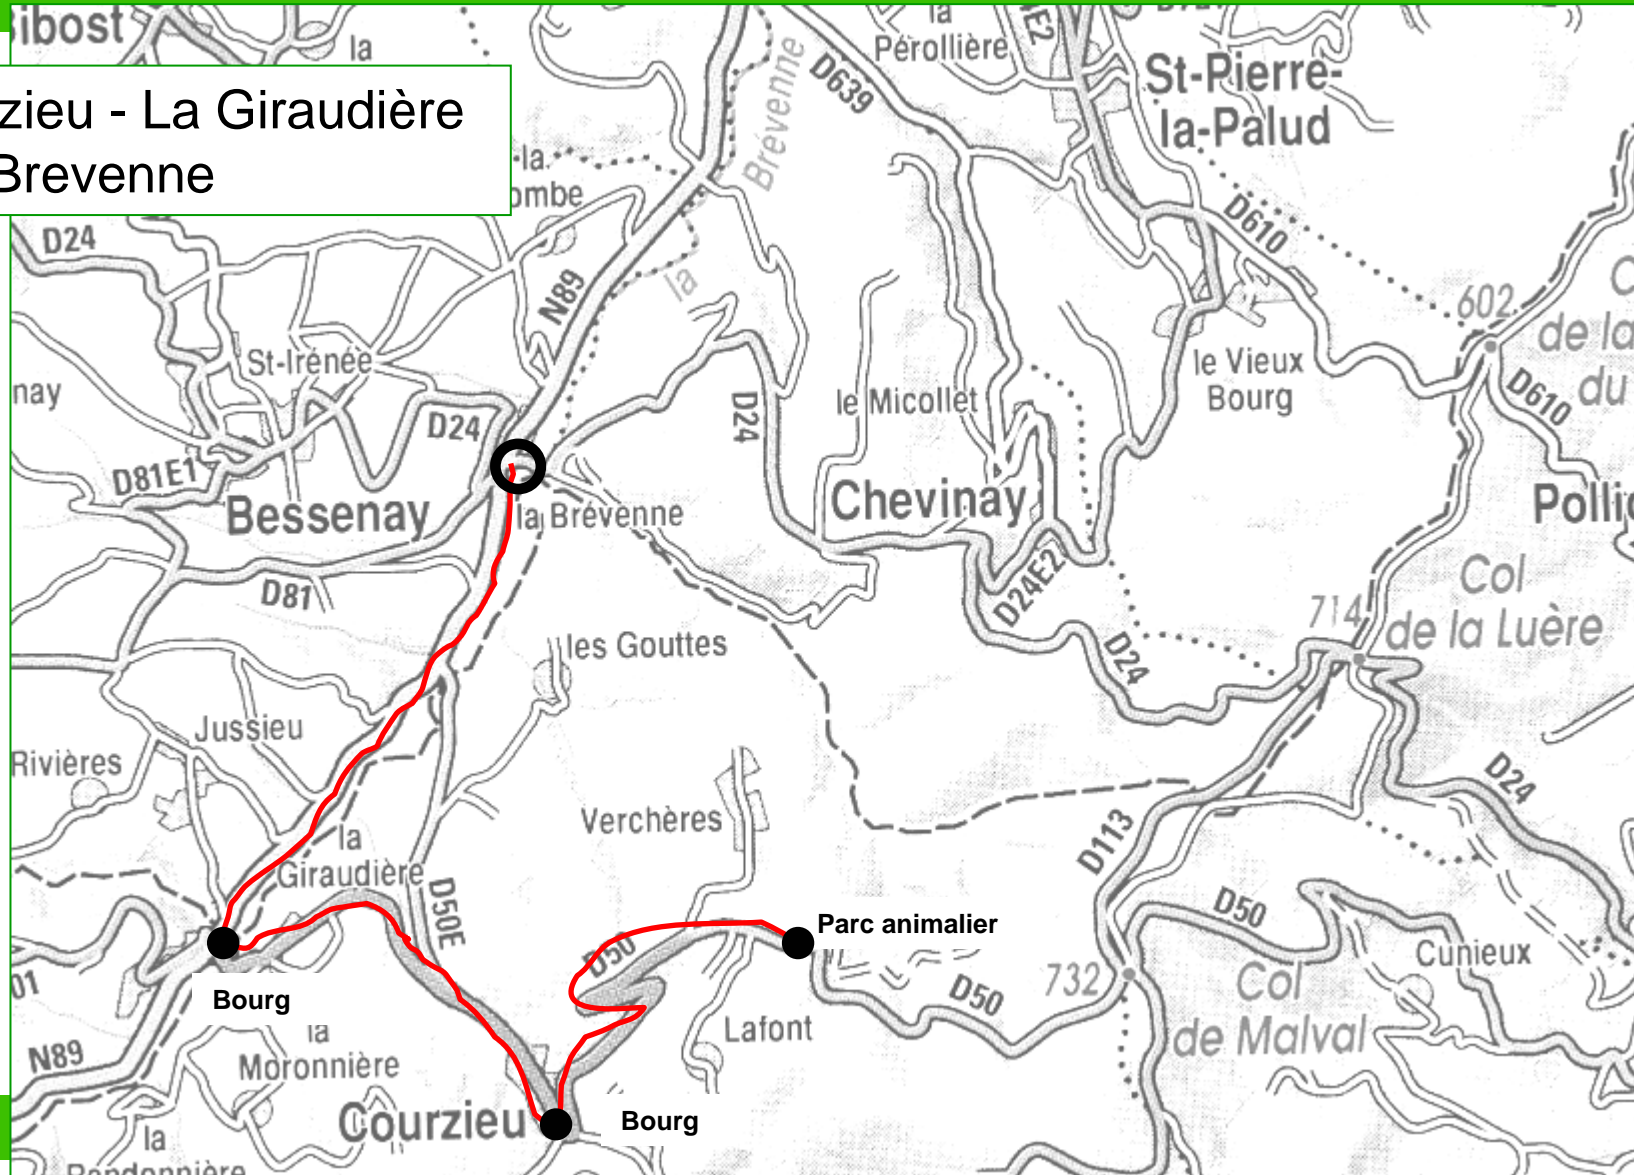 ibost
la
la
Pérollière
E2
D639
St-Pierre-
la-Palud
zieu - La Giraudière
Brevenne
Brévenne
la
-la
ombe
D24
D610
N89
602
C
de la
du
D610
St-Irénée
nay
D24
D24
le Micollet
le Vieux
Bourg
D81E1
Bessenay
la Brévenne
Chevinay
Polli
D81
D24E2
Col
de la Luère
714
les Gouttes
D24
Jussieu
Rivières
D24
Verchères
D113
la
Giraudière
D50E
D50
Parc animalier
D50
Cunieux
01
Bourg
732
D50
Col
de Malval
Lafont
la
Moronnière
N89
Courzieu
Bourg
la
Randonnière